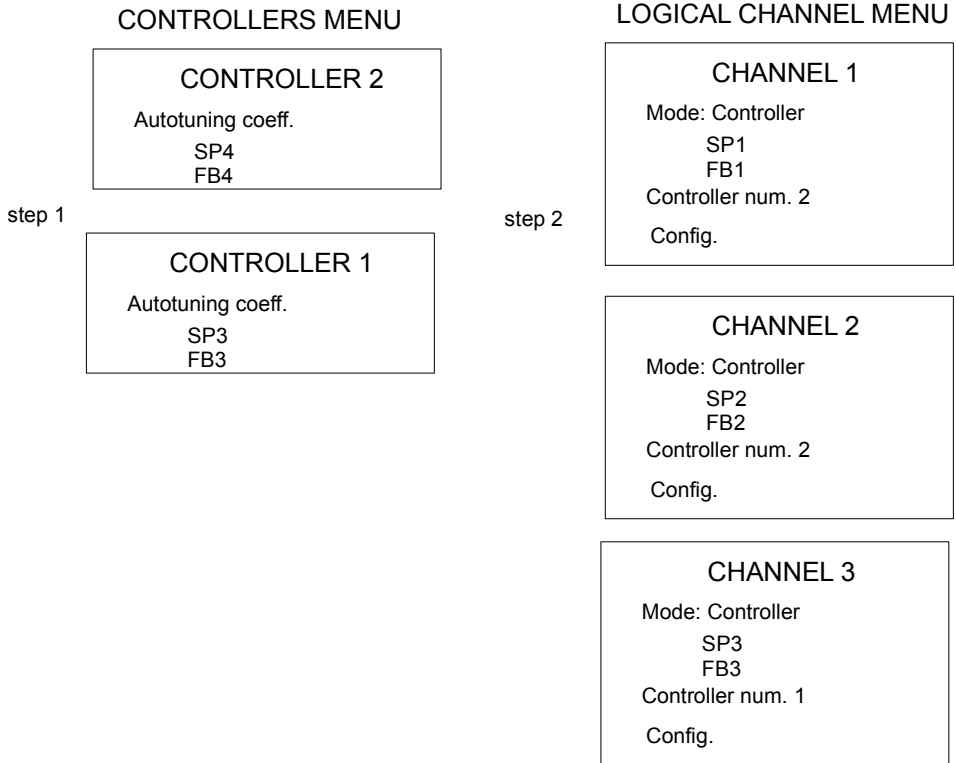 CONTROLLERS MENU
CONTROLLER 2
Autotuning coeff.
SP4
FB4
step 1
CONTROLLER 1
Autotuning coeff.
SP3
FB3
LOGICAL CHANNEL MENU
CHANNEL 1
Mode: Controller
SP1
FB1
Controller num. 2
Config.
step 2
CHANNEL 2
Mode: Controller
SP2
FB2
Controller num. 2
Config.
CHANNEL 3
Mode: Controller
SP3
FB3
Controller num. 1
Config.